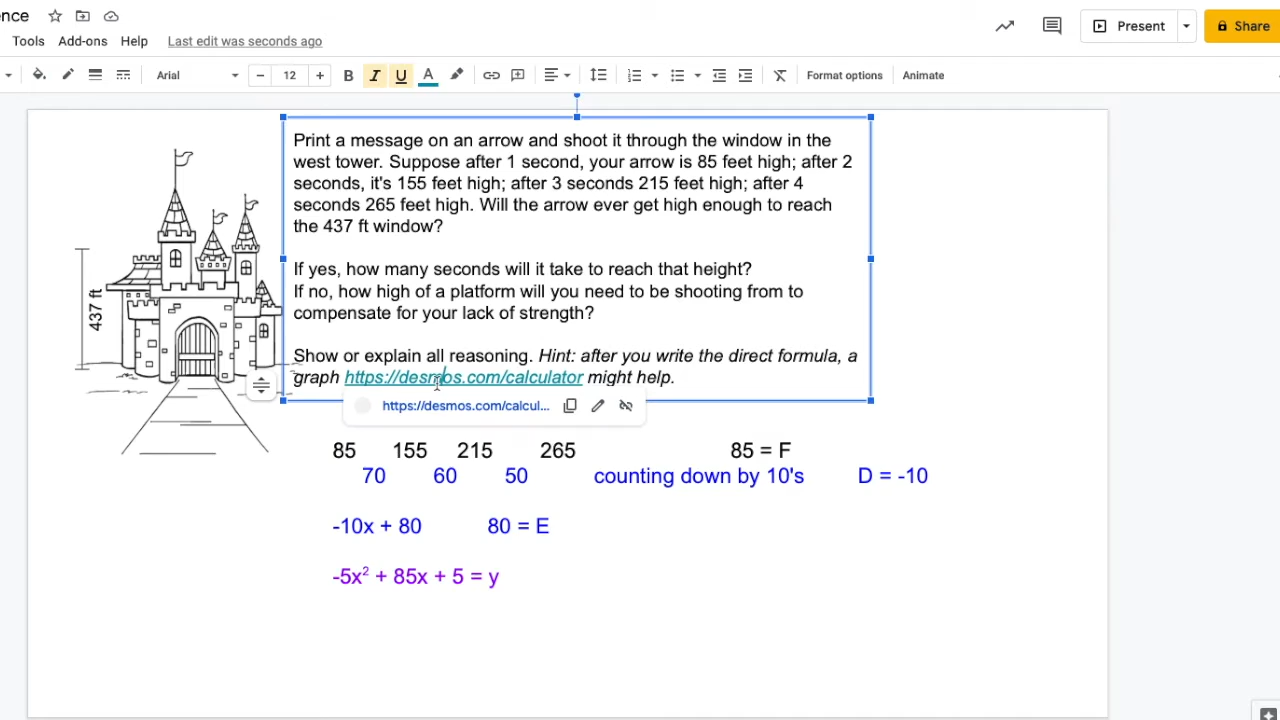 ence
Tools Add-ons Help Last edit was seconds ago
Present Share
Arial − 12 + B I U A Format options Animate
Print a message on an arrow and shoot it through the window in the
west tower. Suppose after 1 second, your arrow is 85 feet high; after 2
seconds, it's 155 feet high; after 3 seconds 215 feet high; after 4
seconds 265 feet high. Will the arrow ever get high enough to reach
the 437 ft window?
If yes, how many seconds will it take to reach that height?
If no, how high of a platform will you need to be shooting from to
compensate for your lack of strength?
Show or explain all reasoning. Hint: after you write the direct formula, a
graph https://desmos.com/calculator might help.
https://desmos.com/calcul...
437 ft
85 155 215 265 85 = F
70 60 50 counting down by 10's D = -10
-10x + 80 80 = E
-5x² + 85x + 5 = y